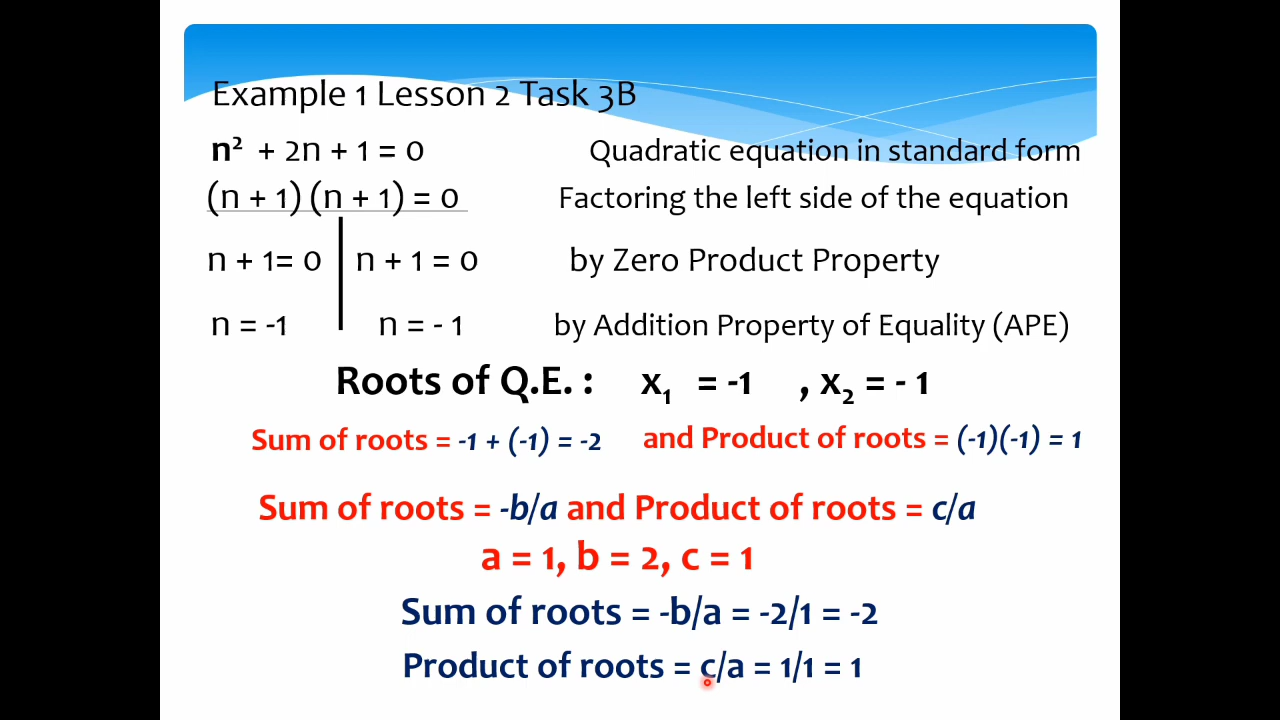 Example 1 Lesson 2 Task 3B
n² + 2n + 1 = 0 Quadratic equation in standard form
(n + 1) (n + 1) = 0 Factoring the left side of the equation
n + 1= 0 n + 1 = 0 by Zero Product Property
n = -1 n = - 1 by Addition Property of Equality (APE)
Roots of Q.E. : x₁ = -1 , x₂ = - 1
Sum of roots = -1 + (-1) = -2 and Product of roots = (-1)(-1) = 1
Sum of roots = -b/a and Product of roots = c/a
a = 1, b = 2, c = 1
Sum of roots = -b/a = -2/1 = -2
Product of roots = c/a = 1/1 = 1